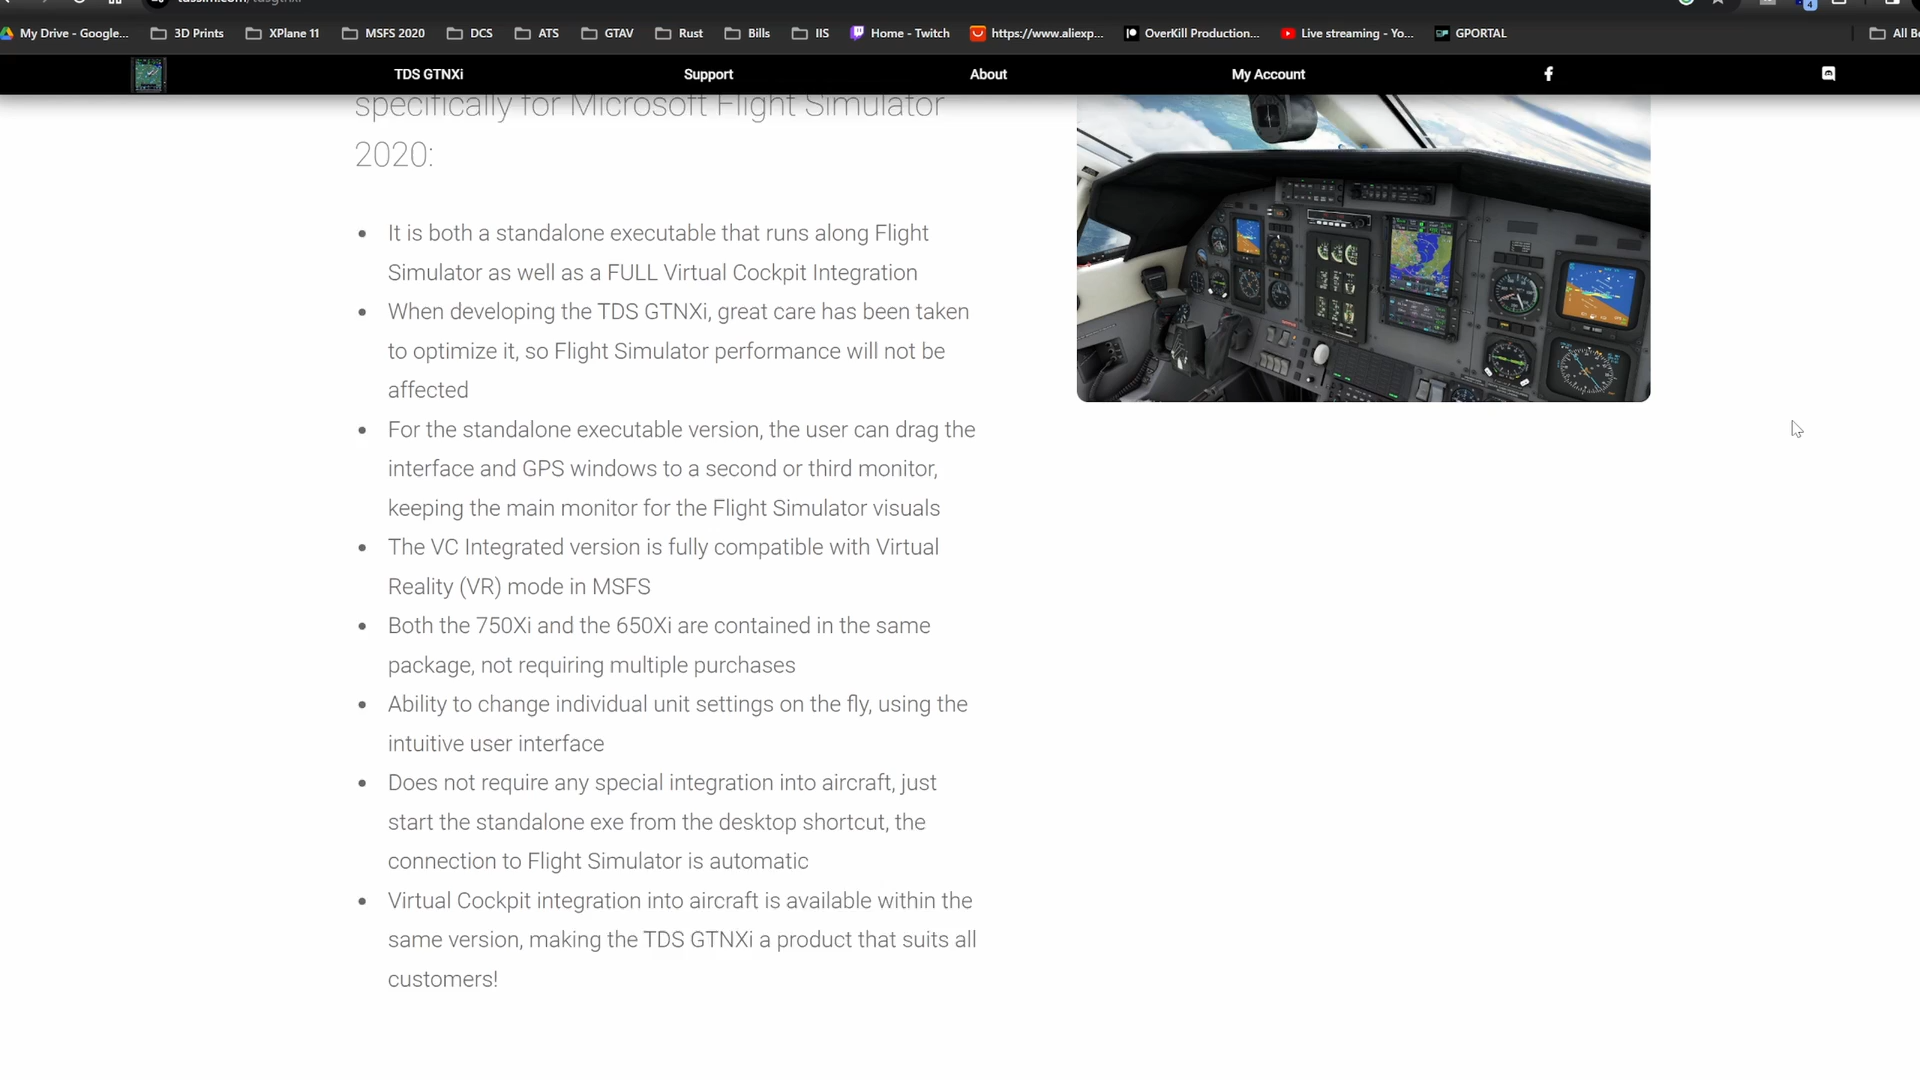 My Drive - Google...
3D Prints
XPlane 11
MSFS 2020
DCS
ATS
GTAV
Rust
Bills
IIS
Home - Twitch
https://www.aliexp...
OverKill Production...
Live streaming - Yo...
GPORTAL
All Bo
TDS GTNXi
Support
About
My Account
specifically for Microsoft Flight Simulator
2020:
• It is both a standalone executable that runs along Flight
Simulator as well as a FULL Virtual Cockpit Integration
• When developing the TDS GTNXi, great care has been taken
to optimize it, so Flight Simulator performance will not be
affected
• For the standalone executable version, the user can drag the
interface and GPS windows to a second or third monitor,
keeping the main monitor for the Flight Simulator visuals
• The VC Integrated version is fully compatible with Virtual
Reality (VR) mode in MSFS
• Both the 750Xi and the 650Xi are contained in the same
package, not requiring multiple purchases
• Ability to change individual unit settings on the fly, using the
intuitive user interface
• Does not require any special integration into aircraft, just
start the standalone exe from the desktop shortcut, the
connection to Flight Simulator is automatic
• Virtual Cockpit integration into aircraft is available within the
same version, making the TDS GTNXi a product that suits all
customers!